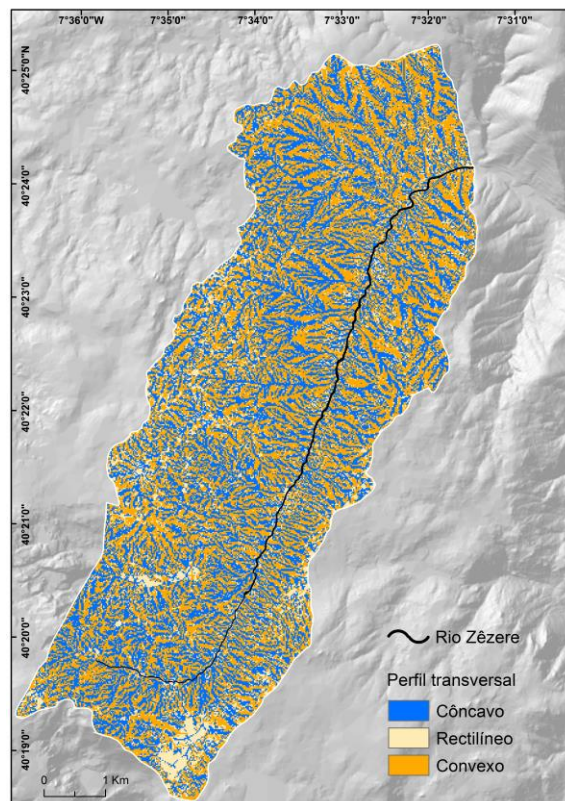 7°36'0"W 7°35'0"W 7°34'0"W 7°33'0"W 7°32'0"W 7°31'0"W
40°25'0"N
40°24'0"N
40°23'0"N
40°22'0"N
40°21'0"N
40°20'0"N
40°19'0"N
Rio Zêzere
Perfil transversal
Côncavo
Rectilíneo
Convexo
0 1 Km